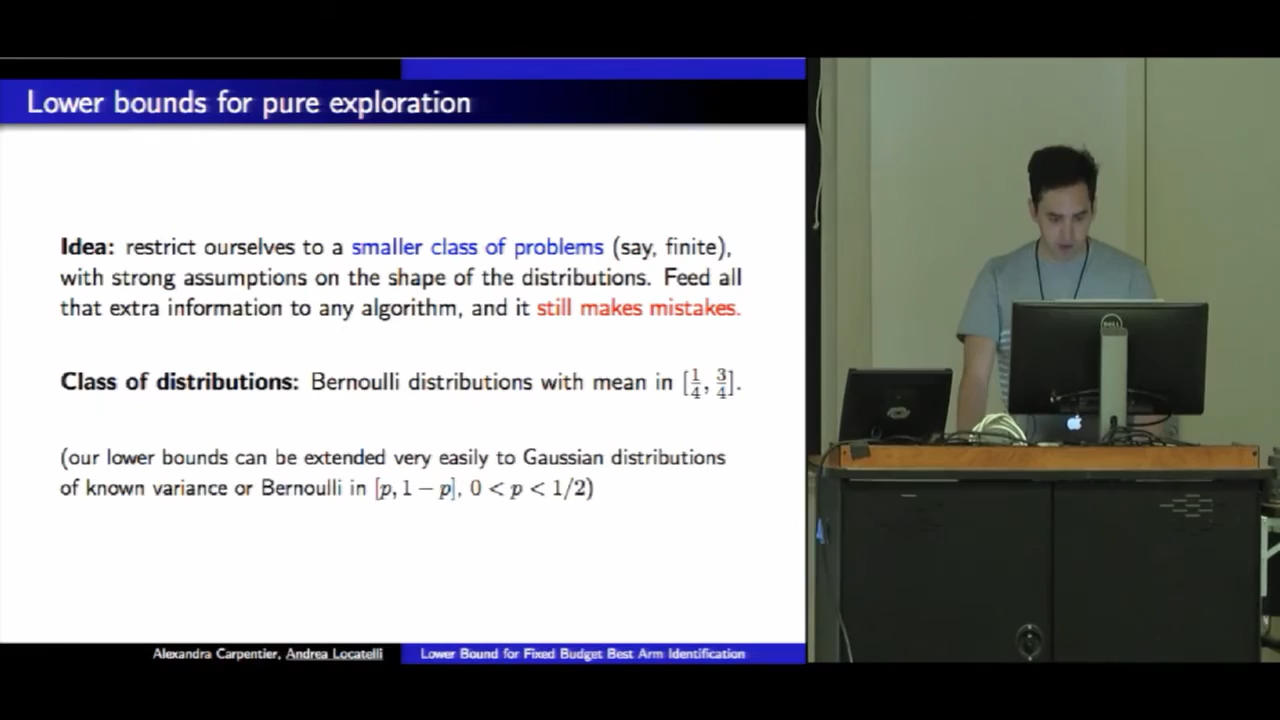 Lower bounds for pure exploration
Idea: restrict ourselves to a smaller class of problems (say, finite),
with strong assumptions on the shape of the distributions. Feed all
that extra information to any algorithm, and it still makes mistakes.
Class of distributions: Bernoulli distributions with mean in [1/4, 3/4].
(our lower bounds can be extended very easily to Gaussian distributions
of known variance or Bernoulli in [p, 1 − p], 0 < p < 1/2)
Alexandra Carpentier, Andrea Locatelli
Lower Bound for Fixed Budget Best Arm Identification
DELL